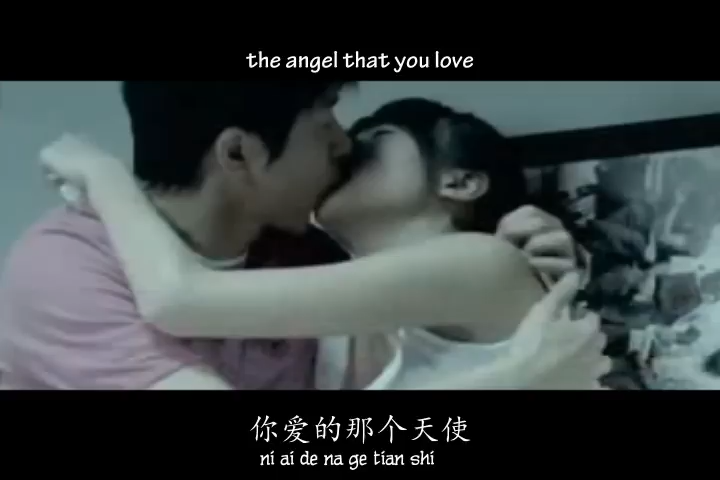 the angel that you love
你爱的那个天使
ni ai de na ge tian shi